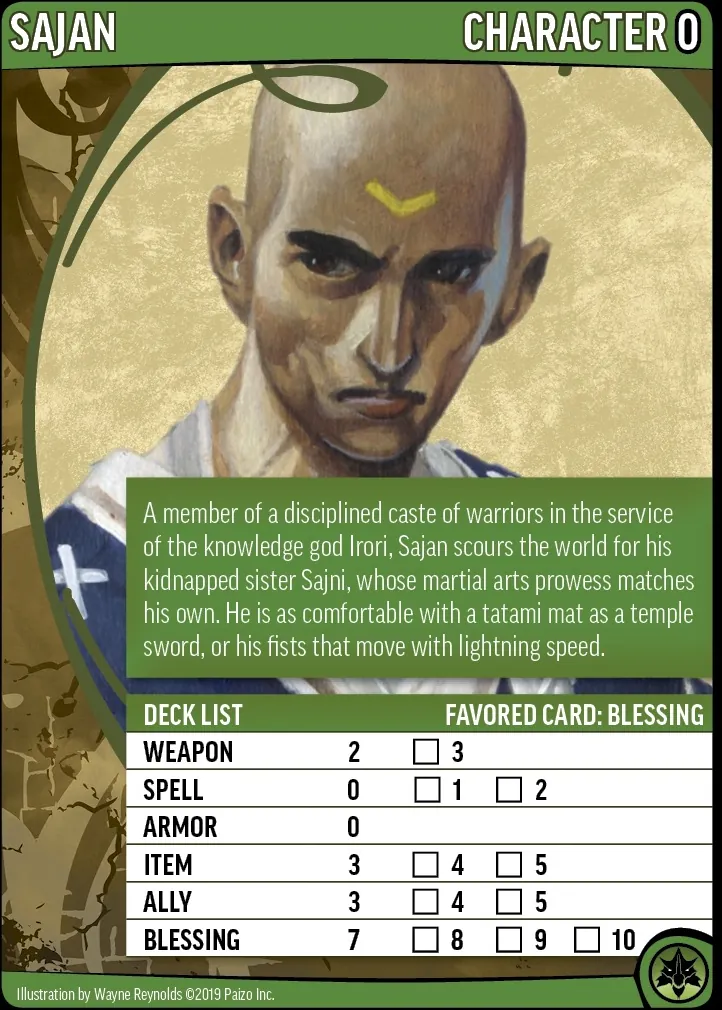 SAJAN CHARACTER 0
A member of a disciplined caste of warriors in the service
of the knowledge god Irori, Sajan scours the world for his
kidnapped sister Sajni, whose martial arts prowess matches
his own. He is as comfortable with a tatami mat as a temple
sword, or his fists that move with lightning speed.
DECK LIST FAVORED CARD: BLESSING
WEAPON 2 ☐ 3
SPELL 0 ☐ 1 ☐ 2
ARMOR 0
ITEM 3 ☐ 4 ☐ 5
ALLY 3 ☐ 4 ☐ 5
BLESSING 7 ☐ 8 ☐ 9 ☐ 10
Illustration by Wayne Reynolds ©2019 Paizo Inc.